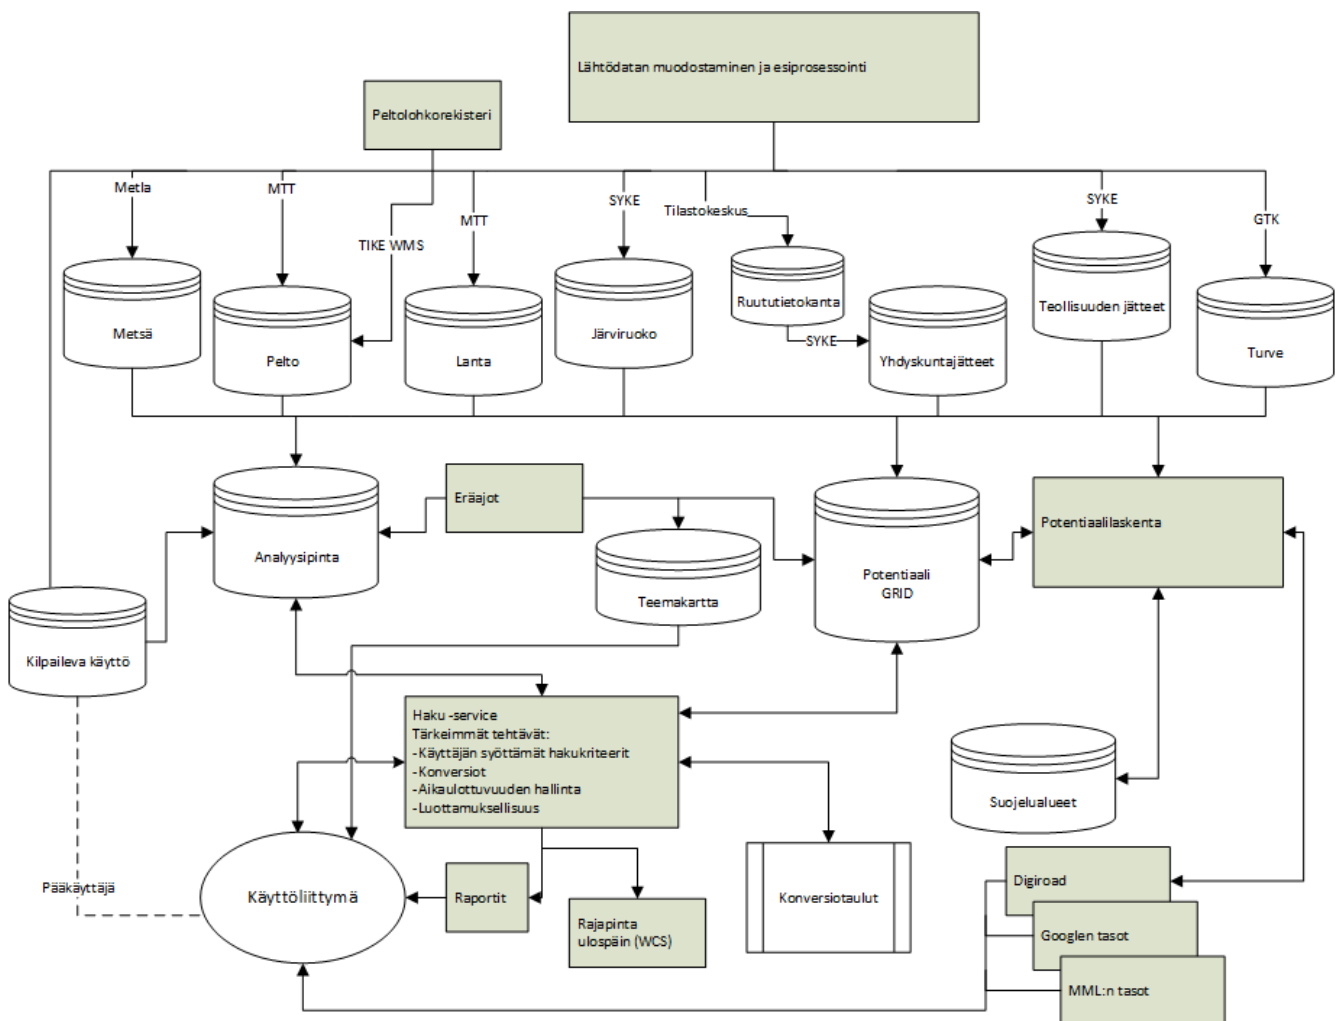 Lähtödatan muodostaminen ja esiprosessointi
Peltolohkorekisteri
Metla
MTT
TIKE WMS
MTT
SYKE
Tilastokeskus
SYKE
GTK
Metsä
Pelto
Lanta
Järviruoko
Ruututietokanta
SYKE
Yhdyskuntajätteet
Teollisuuden jätteet
Turve
Analyysipinta
Eräajot
Teemakartta
Potentiaali
GRID
Potentiaalilaskenta
Kilpaileva käyttö
Haku -service
Tärkeimmät tehtävät:
-Käyttäjän syöttämät hakukriteerit
-Konversiot
-Aikaulottuvuuden hallinta
-Luottamuksellisuus
Suojelualueet
Pääkäyttäjä
Käyttöliittymä
Raportit
Rajapinta
ulospäin (WCS)
Konversiotaulut
Digiroad
Googlen tasot
MML:n tasot